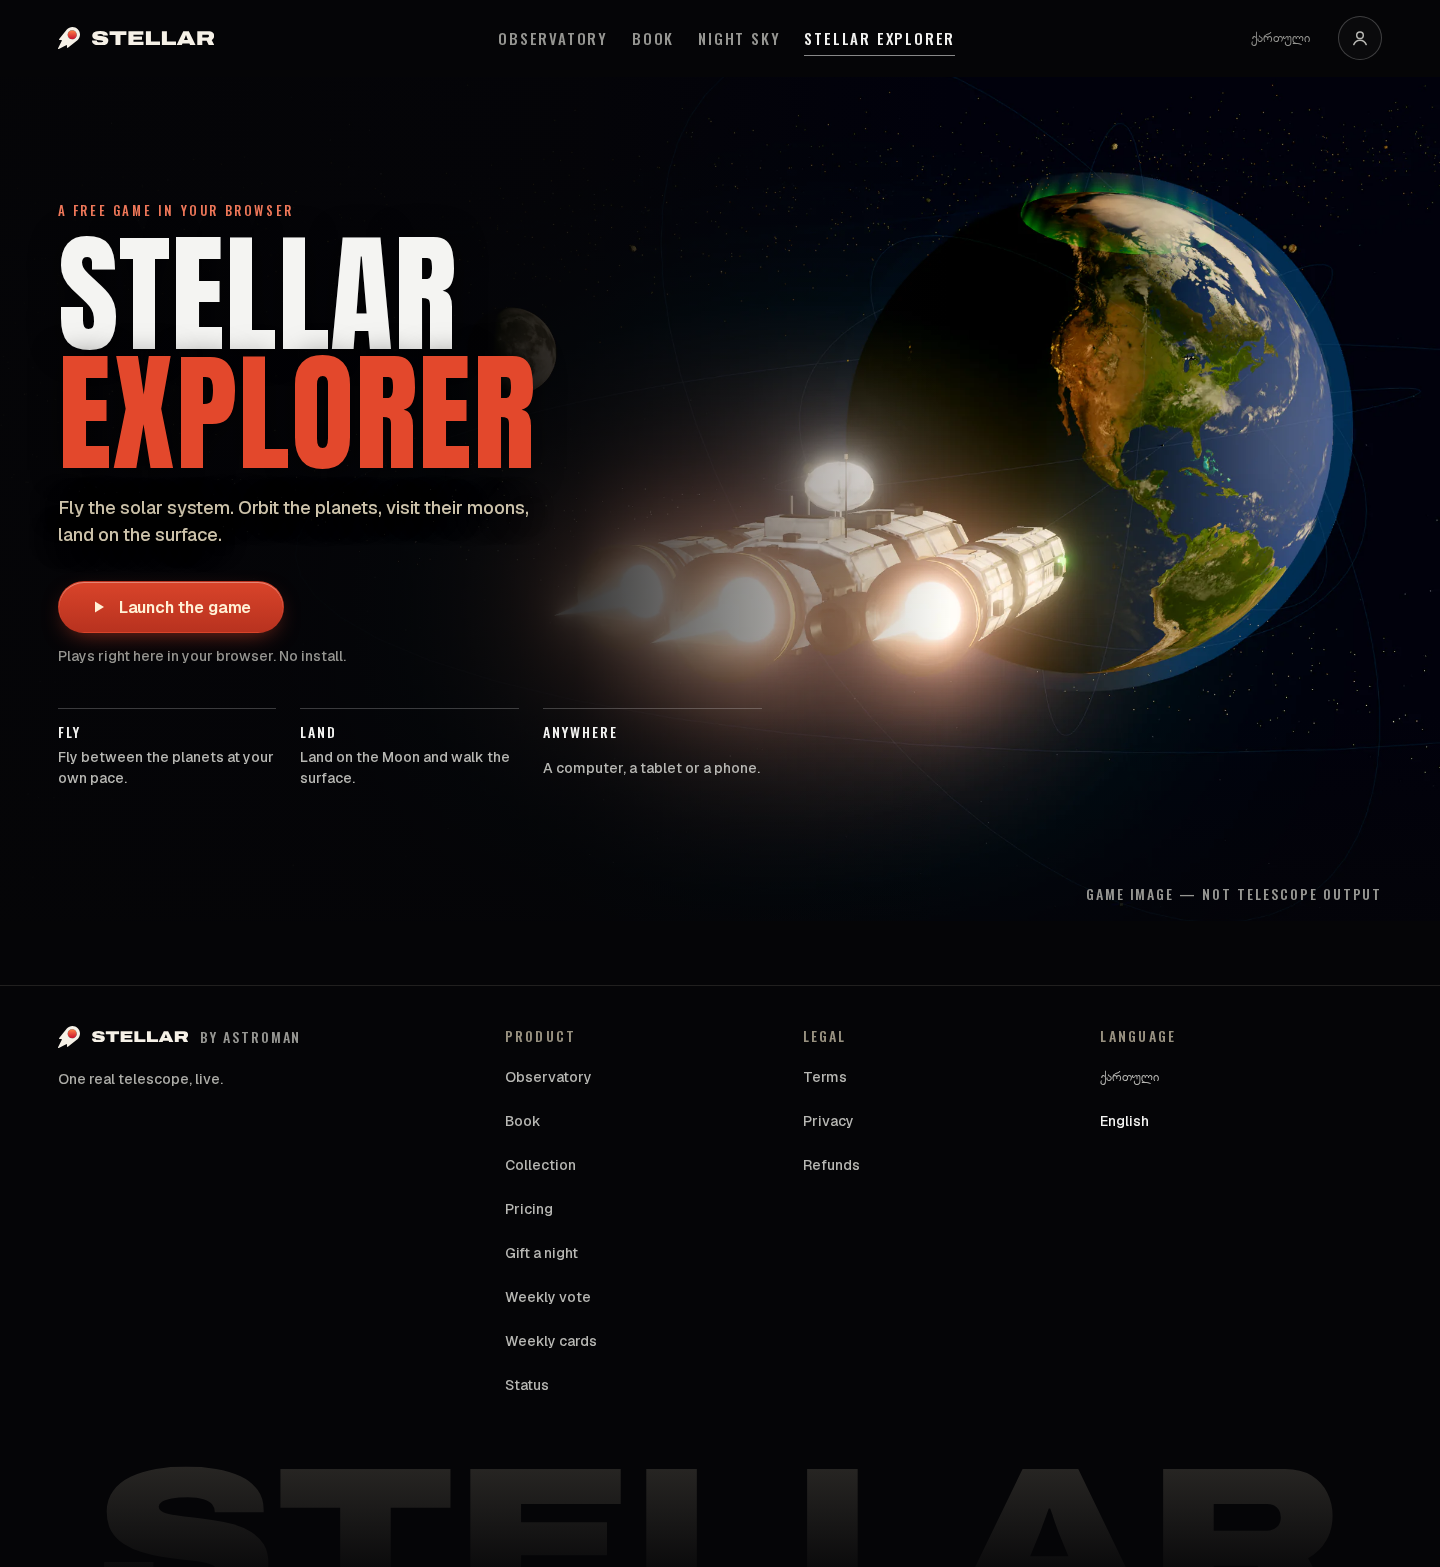 STELLAR
OBSERVATORY
BOOK
NIGHT SKY
STELLAR EXPLORER
ქართული
A FREE GAME IN YOUR BROWSER
STELLAR
EXPLORER
Fly the solar system. Orbit the planets, visit their moons,
land on the surface.
Launch the game
Plays right here in your browser. No install.
FLY
Fly between the planets at your
own pace.
LAND
Land on the Moon and walk the
surface.
ANYWHERE
A computer, a tablet or a phone.
GAME IMAGE — NOT TELESCOPE OUTPUT
STELLAR BY ASTROMAN
One real telescope, live.
PRODUCT
Observatory
Book
Collection
Pricing
Gift a night
Weekly vote
Weekly cards
Status
LEGAL
Terms
Privacy
Refunds
LANGUAGE
ქართული
English
STELLAR